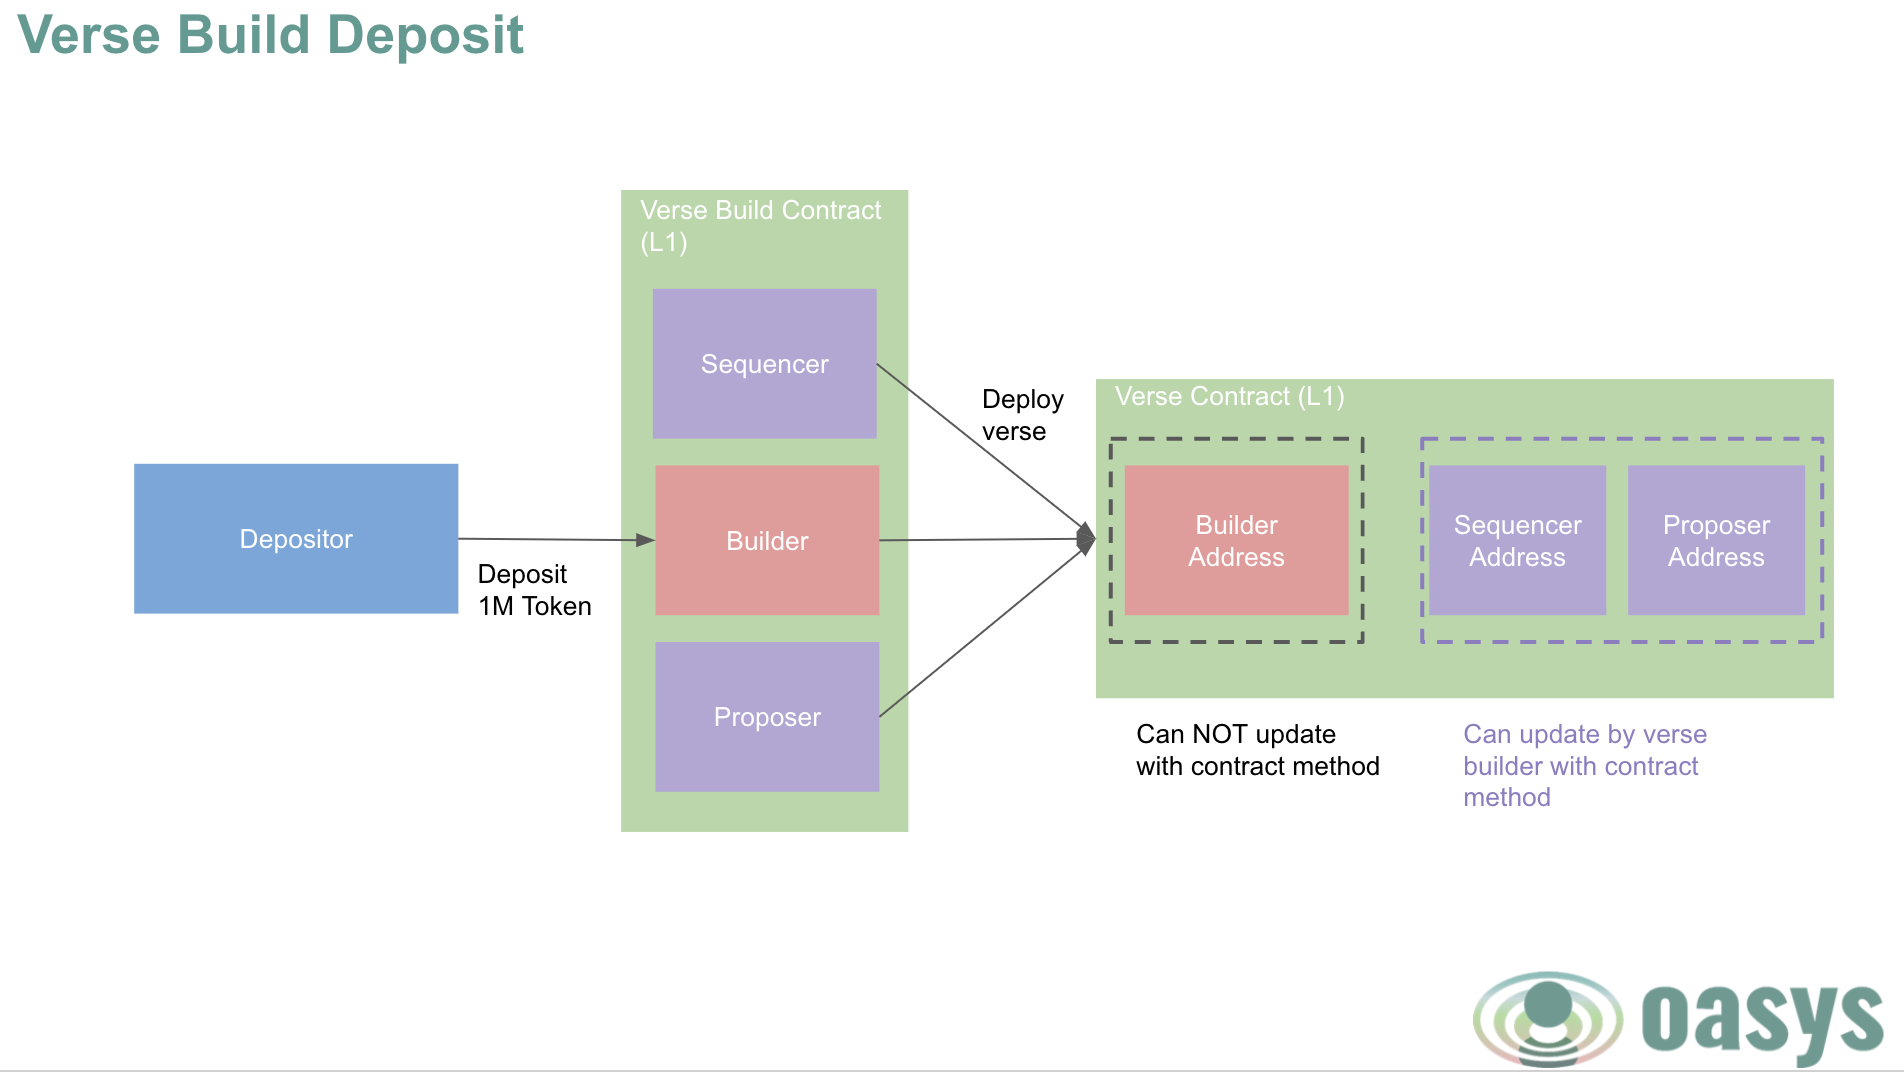 Verse Build Deposit
Verse Build Contract
(L1)
Sequencer
Deploy
verse
Verse Contract (L1)
Depositor
Builder
Builder
Address
Sequencer
Address
Proposer
Address
Deposit
1M Token
Proposer
Can NOT update
with contract method
Can update by verse
builder with contract
method
oasys